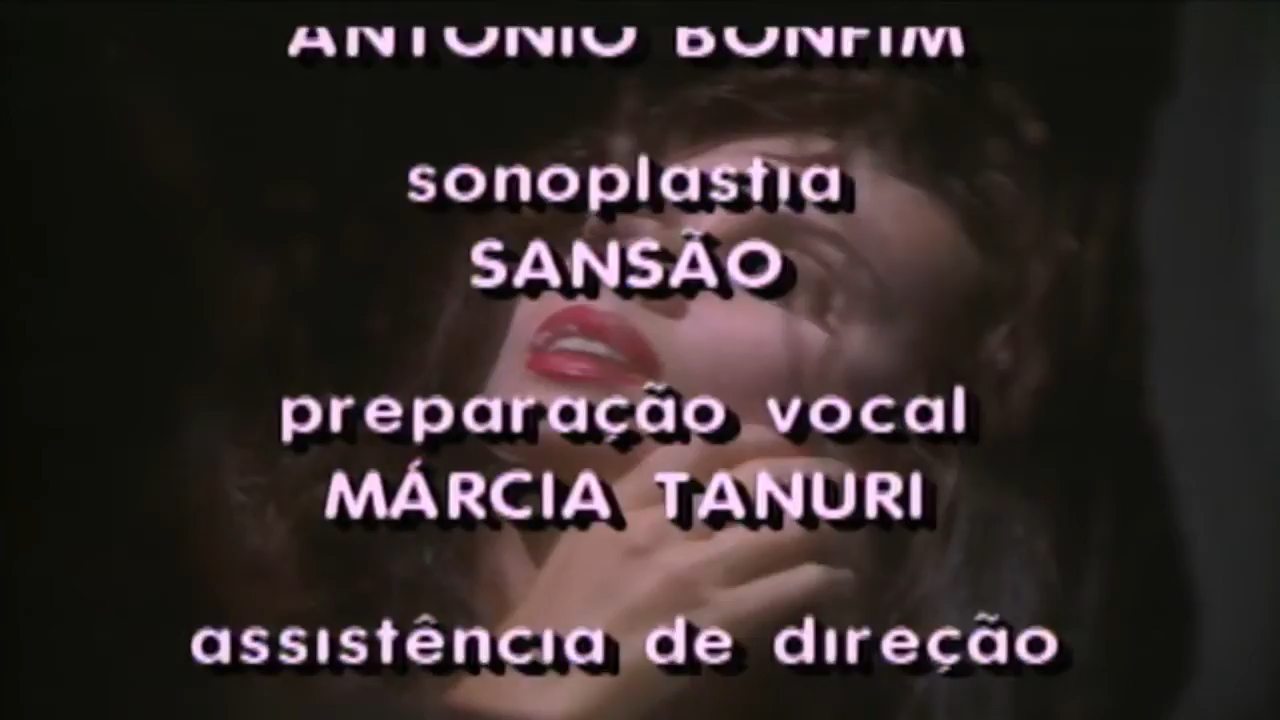 ANTONIO BONFIM
sonoplastia
SANSÃO
preparação vocal
MÁRCIA TANURI
assistência de direção